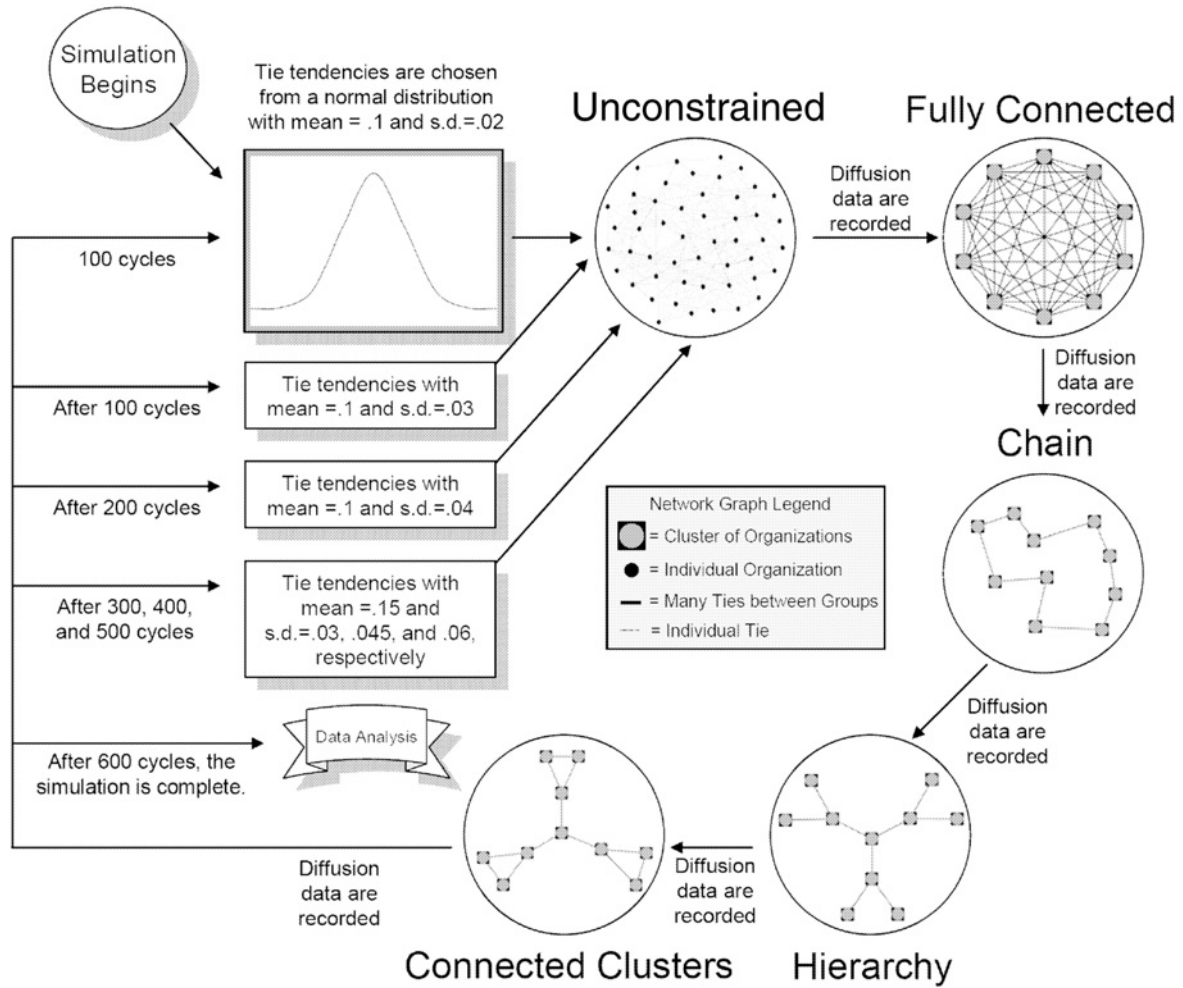 Simulation
Begins
Tie tendencies are chosen
from a normal distribution
with mean = .1 and s.d.=.02
Unconstrained
Fully Connected
Diffusion
data are
recorded
100 cycles
Diffusion
data are
recorded
After 100 cycles
Tie tendencies with
mean =.1 and s.d.=.03
Chain
After 200 cycles
Tie tendencies with
mean =.1 and s.d.=.04
Network Graph Legend
= Cluster of Organizations
= Individual Organization
= Many Ties between Groups
= Individual Tie
After 300, 400,
and 500 cycles
Tie tendencies with
mean =.15 and
s.d.=.03, .045, and .06,
respectively
Diffusion
data are
recorded
Data Analysis
After 600 cycles, the
simulation is complete.
Diffusion
data are
recorded
Diffusion
data are
recorded
Connected Clusters
Hierarchy